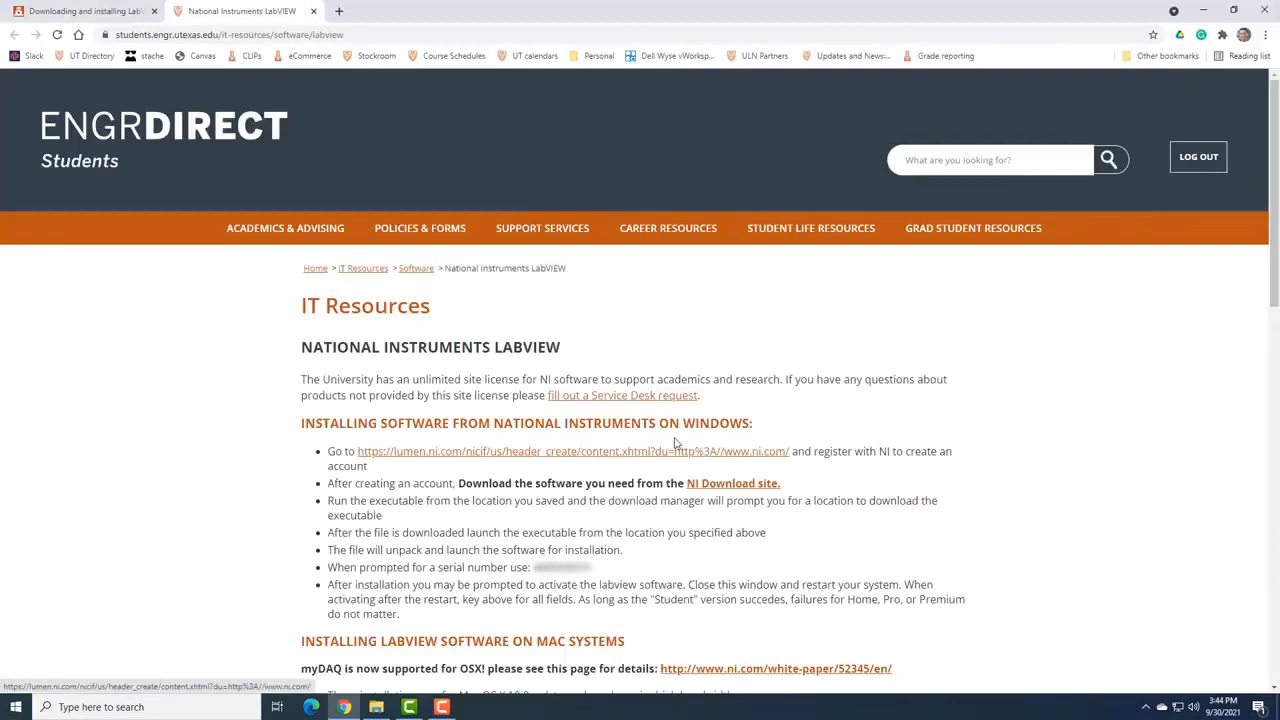 Downloading and installing LabV
National Instruments LabVIEW
students.engr.utexas.edu/it-resources/software/labview
Slack UT Directory stache Canvas CLIPs eCommerce Stockroom Course Schedules UT calendars Personal Dell Wyse vWorksp... ULN Partners Updates and News:... Grade reporting Other bookmarks Reading list
ENGRDIRECT
Students
What are you looking for?
LOG OUT
ACADEMICS & ADVISING POLICIES & FORMS SUPPORT SERVICES CAREER RESOURCES STUDENT LIFE RESOURCES GRAD STUDENT RESOURCES
Home > IT Resources > Software > National Instruments LabVIEW
IT Resources
NATIONAL INSTRUMENTS LABVIEW
The University has an unlimited site license for NI software to support academics and research. If you have any questions about
products not provided by this site license please fill out a Service Desk request.
INSTALLING SOFTWARE FROM NATIONAL INSTRUMENTS ON WINDOWS:
• Go to https://lumen.ni.com/nicif/us/header_create/content.xhtml?du=http%3A//www.ni.com/ and register with NI to create an
account
• After creating an account, Download the software you need from the NI Download site.
• Run the executable from the location you saved and the download manager will prompt you for a location to download the
executable
• After the file is downloaded launch the executable from the location you specified above
• The file will unpack and launch the software for installation.
• When prompted for a serial number use:
• After installation you may be prompted to activate the labview software. Close this window and restart your system. When
activating after the restart, key above for all fields. As long as the "Student" version succedes, failures for Home, Pro, or Premium
do not matter.
INSTALLING LABVIEW SOFTWARE ON MAC SYSTEMS
myDAQ is now supported for OSX! please see this page for details: http://www.ni.com/white-paper/52345/en/
https://lumen.ni.com/nicif/us/header_create/content.xhtml?du=http%3A//www.ni.com/
Type here to search
3:44 PM
9/30/2021